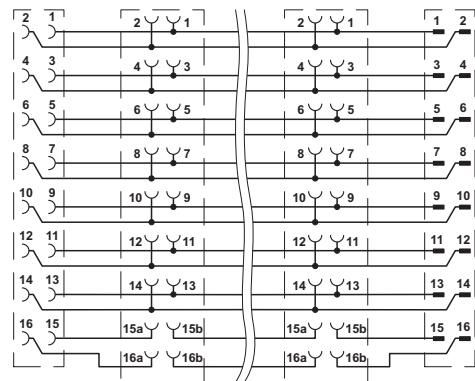 2 1 2 1 2 1 1 2
4 3 4 3 4 3 3 4
6 5 6 5 6 5 5 6
8 7 8 7 8 7 7 8
10 9 10 9 10 9 9 10
12 11 12 11 12 11 11 12
14 13 14 13 14 13 13 14
16 15 15a 15b 15a 15b 15 16
16a 16b 16a 16b